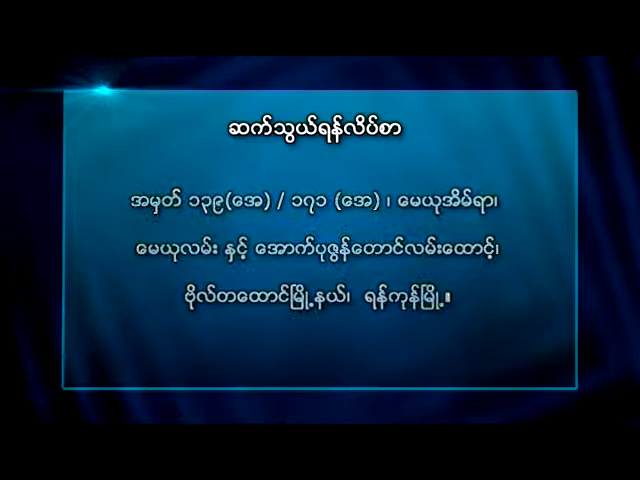 ဆက်သွယ်ရန်လိပ်စာ
အမှတ် ၁၃၉(အေ) / ၁၇၁ (အေ) ၊ မေယုအိမ်ရာ၊
မေယုလမ်း နှင့် အောက်ပုဇွန်တောင်လမ်းထောင့်၊
ဗိုလ်တထောင်မြို့နယ်၊ ရန်ကုန်မြို့။